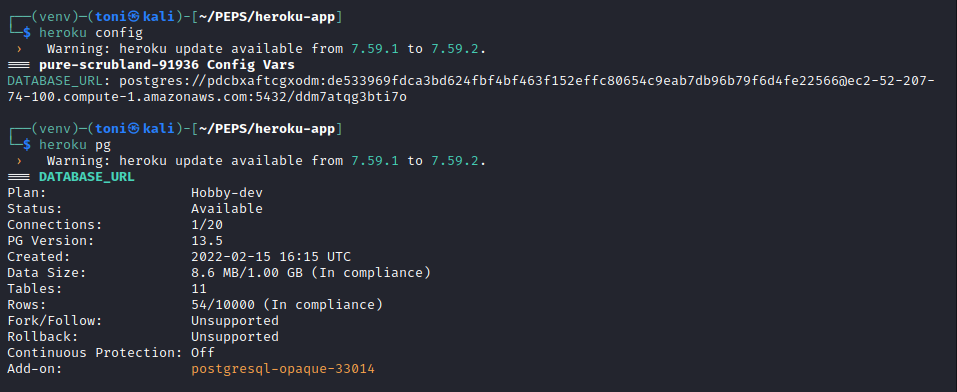 ┌──(venv)─(toni㉿kali)-[~/PEPS/heroku-app]
└─$ heroku config
 ›   Warning: heroku update available from 7.59.1 to 7.59.2.
=== pure-scrubland-91936 Config Vars
DATABASE_URL: postgres://pdcbxaftcgxodm:de533969fdca3bd624fbf4bf463f152effc80654c9eab7db96b79f6d4fe22566@ec2-52-207-
74-100.compute-1.amazonaws.com:5432/ddm7atqg3bti7o
┌──(venv)─(toni㉿kali)-[~/PEPS/heroku-app]
└─$ heroku pg
 ›   Warning: heroku update available from 7.59.1 to 7.59.2.
=== DATABASE_URL
Plan:                  Hobby-dev
Status:                Available
Connections:           1/20
PG Version:            13.5
Created:               2022-02-15 16:15 UTC
Data Size:             8.6 MB/1.00 GB (In compliance)
Tables:                11
Rows:                  54/10000 (In compliance)
Fork/Follow:           Unsupported
Rollback:              Unsupported
Continuous Protection: Off
Add-on:                postgresql-opaque-33014